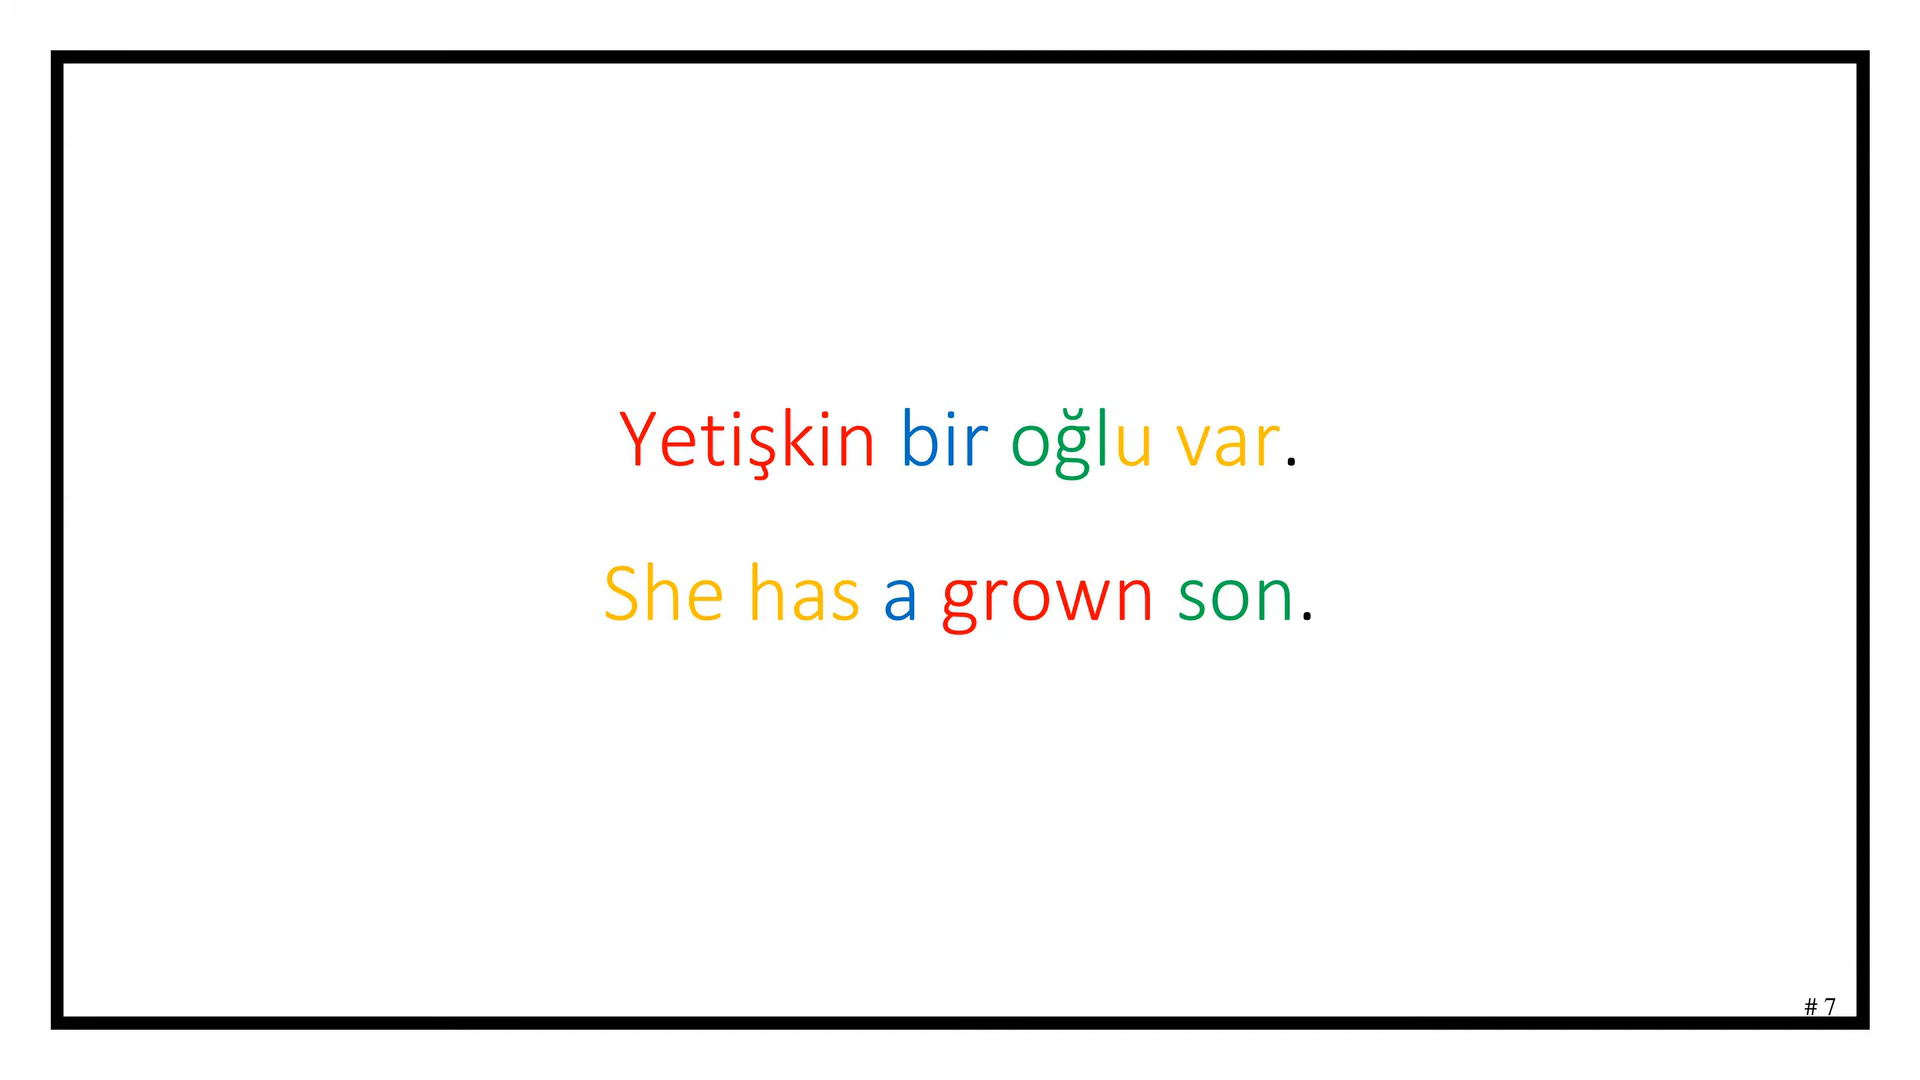 Yetişkin bir oğlu var.
She has a grown son.
# 7